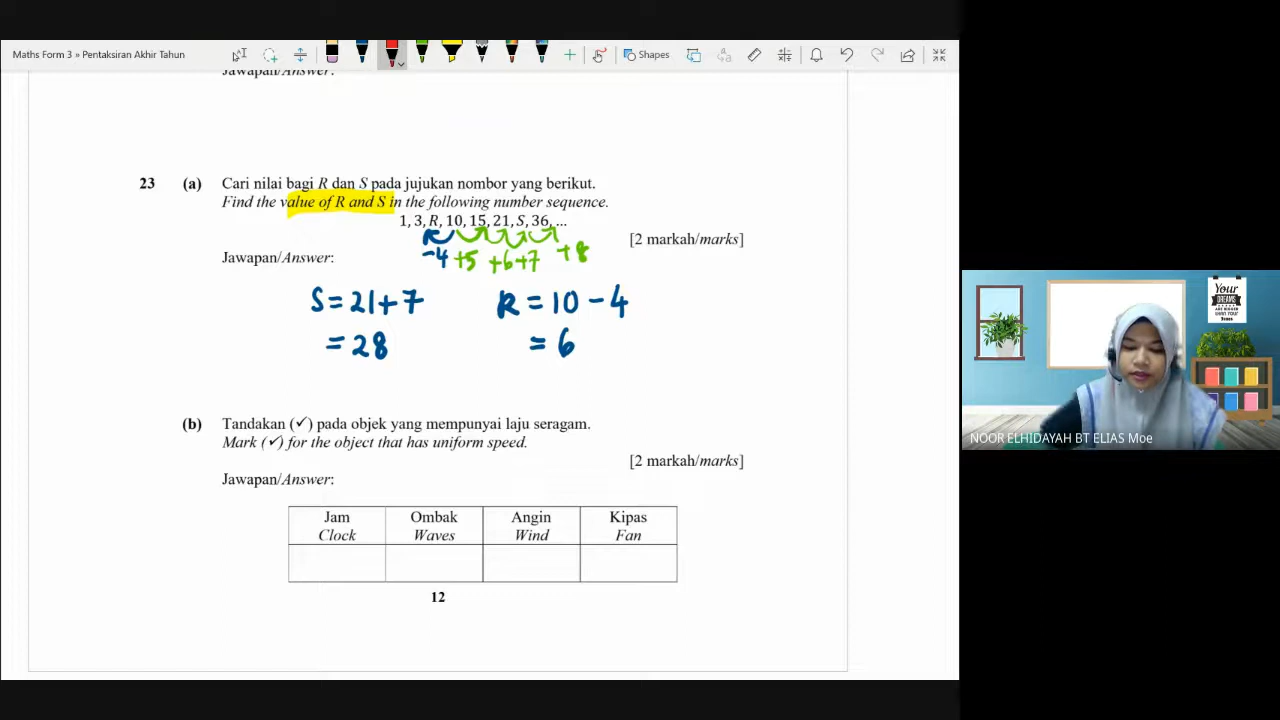 Maths Form 3 » Pentaksiran Akhir Tahun
Shapes
Jawapan/Answer:
23 (a) Cari nilai bagi R dan S pada jujukan nombor yang berikut.
Find the value of R and S in the following number sequence.
1, 3, R, 10, 15, 21, S, 36, ...
[2 markah/marks]
-4 +5 +6 +7 +8
Jawapan/Answer:
S = 21 + 7 R = 10 - 4
= 28 = 6
(b) Tandakan (✓) pada objek yang mempunyai laju seragam.
Mark (✓) for the object that has uniform speed.
[2 markah/marks]
Jawapan/Answer:
Jam Ombak Angin Kipas
Clock Waves Wind Fan
12
Your
DREAMS
NOOR ELHIDAYAH BT ELIAS Moe